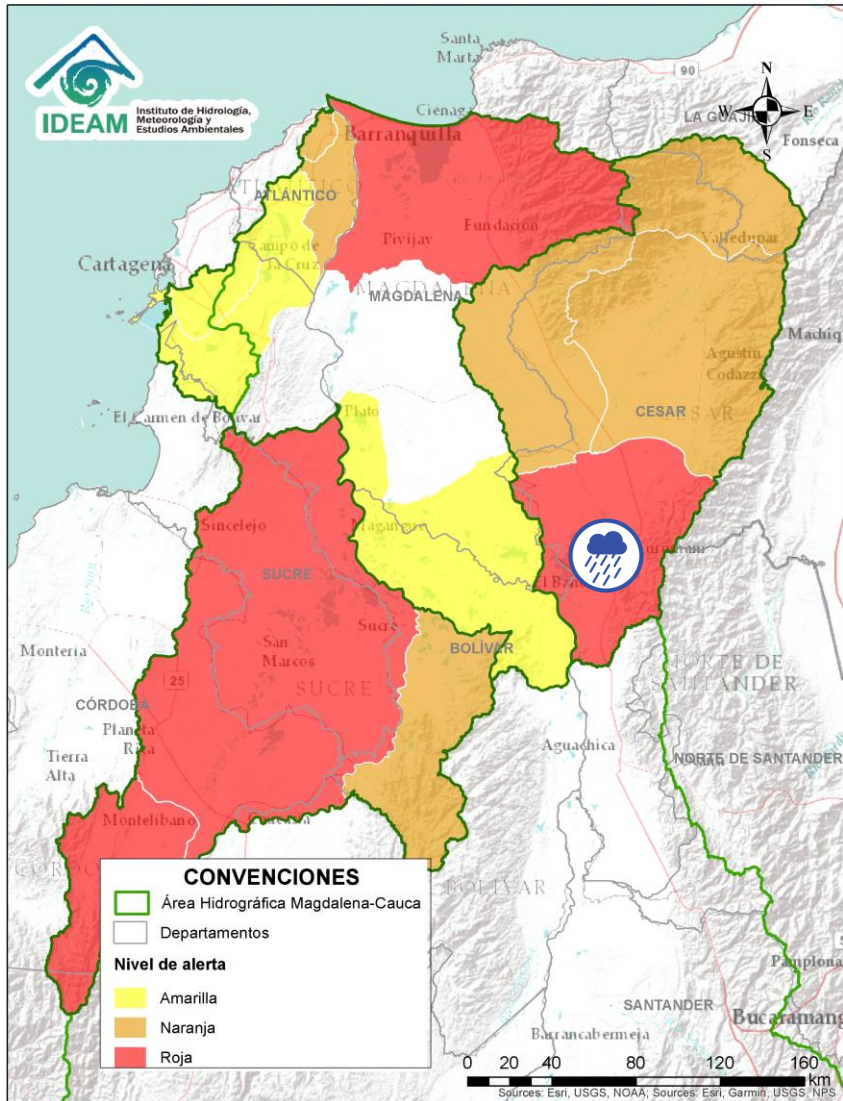 IDEAM
Instituto de Hidrología,
Meteorología y
Estudios Ambientales
Santa
Marta
90
N
W
E
S
Ciénaga
LA GUAJIR
Fonseca
Barranquilla
ATLÁNTICO
Fundación
Pivijay
Valledupar
Campo de
la Cruz
Cartagena
MAGDALENA
Machiq
Agustín
Codazzi
El Carmen de Bolívar
Plato
CESAR
Sincelejo
Magangué
SUCRE
Sucre
BOLÍVAR
San
Marcos
SUCRE
Montería
25
NORTE DE
SANTANDER
CÓRDOBA
Planeta
Rica
Tierra
Alta
Aguachica
NORTE DE SANTANDER
Montelíbano
BOLÍVAR
Pamplona
SANTANDER
Bucaramang
Barrancabermeja
CONVENCIONES
Área Hidrográfica Magdalena-Cauca
Departamentos
Nivel de alerta
Amarilla
Naranja
Roja
0 20 40 80 120 160
km
Sources: Esri, USGS, NOAA; Sources: Esri, Garmin, USGS, NPS